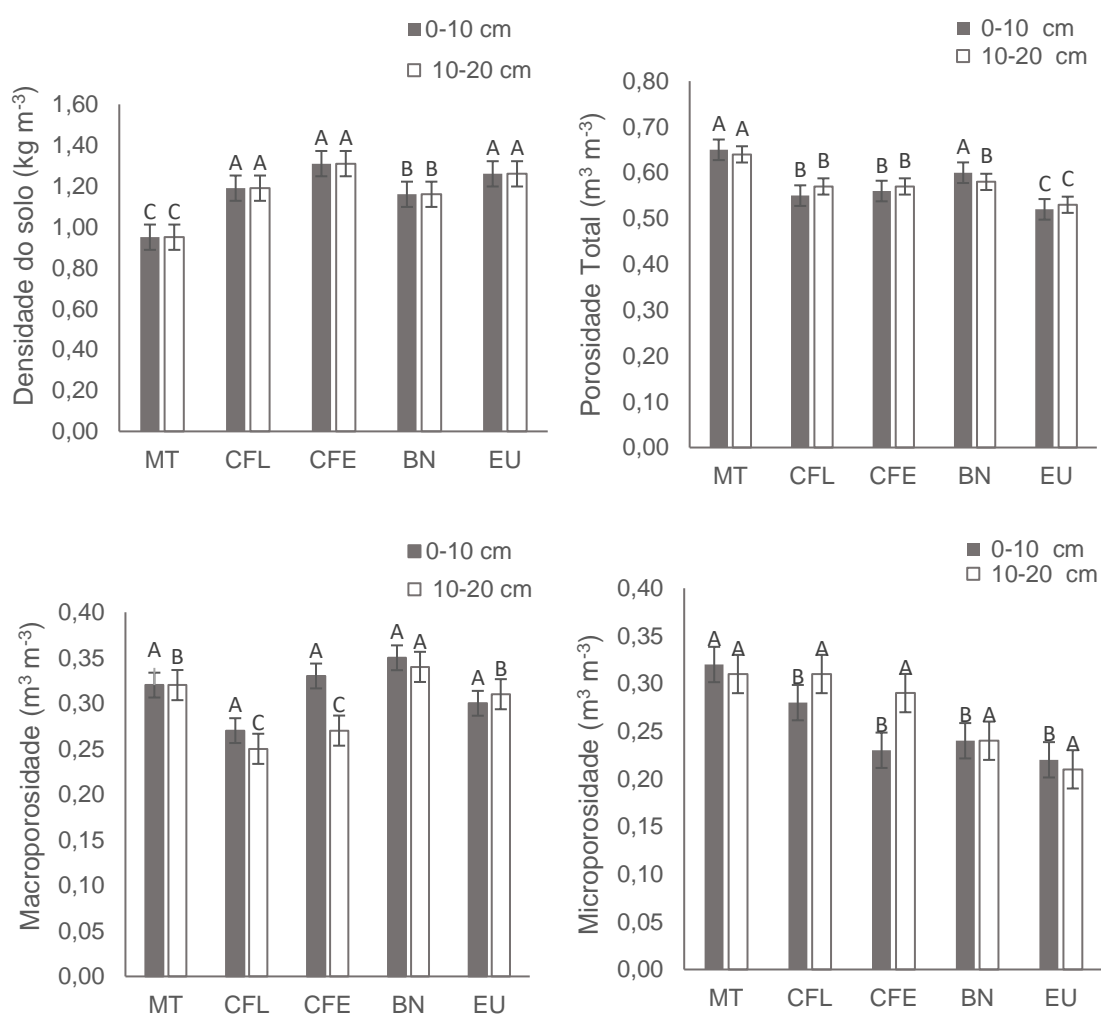 0-10 cm
10-20 cm
Densidade do solo (kg m-3)
1,60
1,40
1,20
1,00
0,80
0,60
0,40
0,20
0,00
C C A A A A B B A A
MT CFL CFE BN EU
0-10 cm
10-20 cm
Porosidade Total (m3 m-3)
0,80
0,70
0,60
0,50
0,40
0,30
0,20
0,10
0,00
A A B B B B A B C C
MT CFL CFE BN EU
0-10 cm
10-20 cm
Macroporosidade (m3 m-3)
0,40
0,35
0,30
0,25
0,20
0,15
0,10
0,05
0,00
A B A C A C A A A B
MT CFL CFE BN EU
0-10 cm
10-20 cm
Microporosidade (m3 m-3)
0,40
0,35
0,30
0,25
0,20
0,15
0,10
0,05
0,00
A A B A B A B A B A
MT CFL CFE BN EU